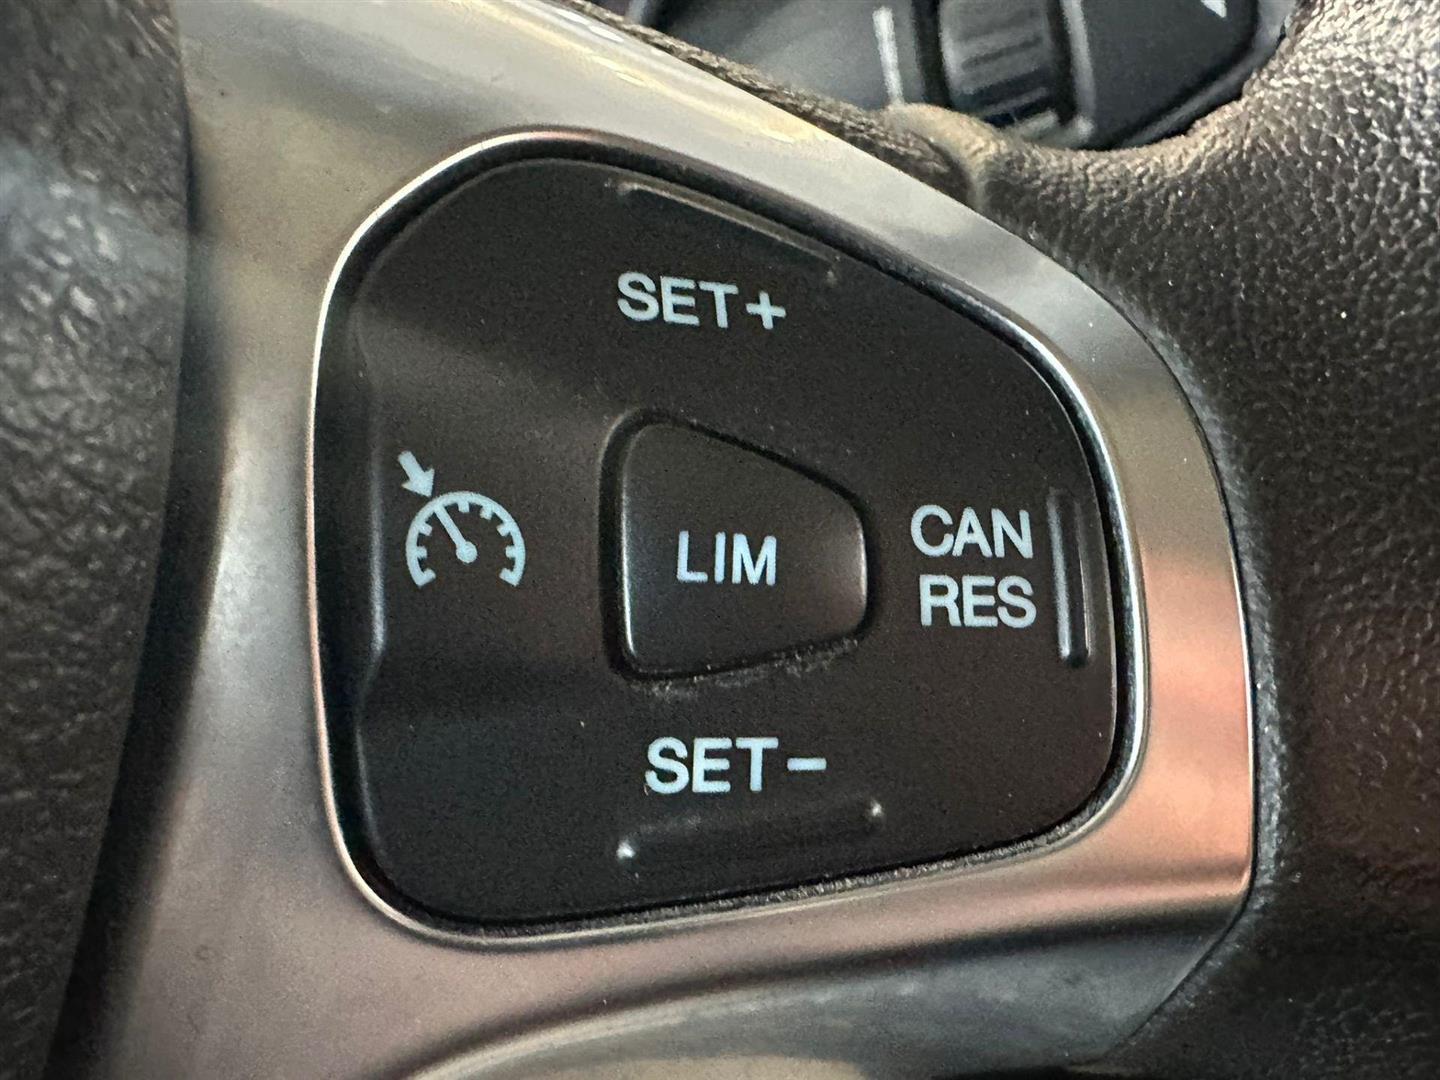 SET+
LIM
CAN
RES
SET-